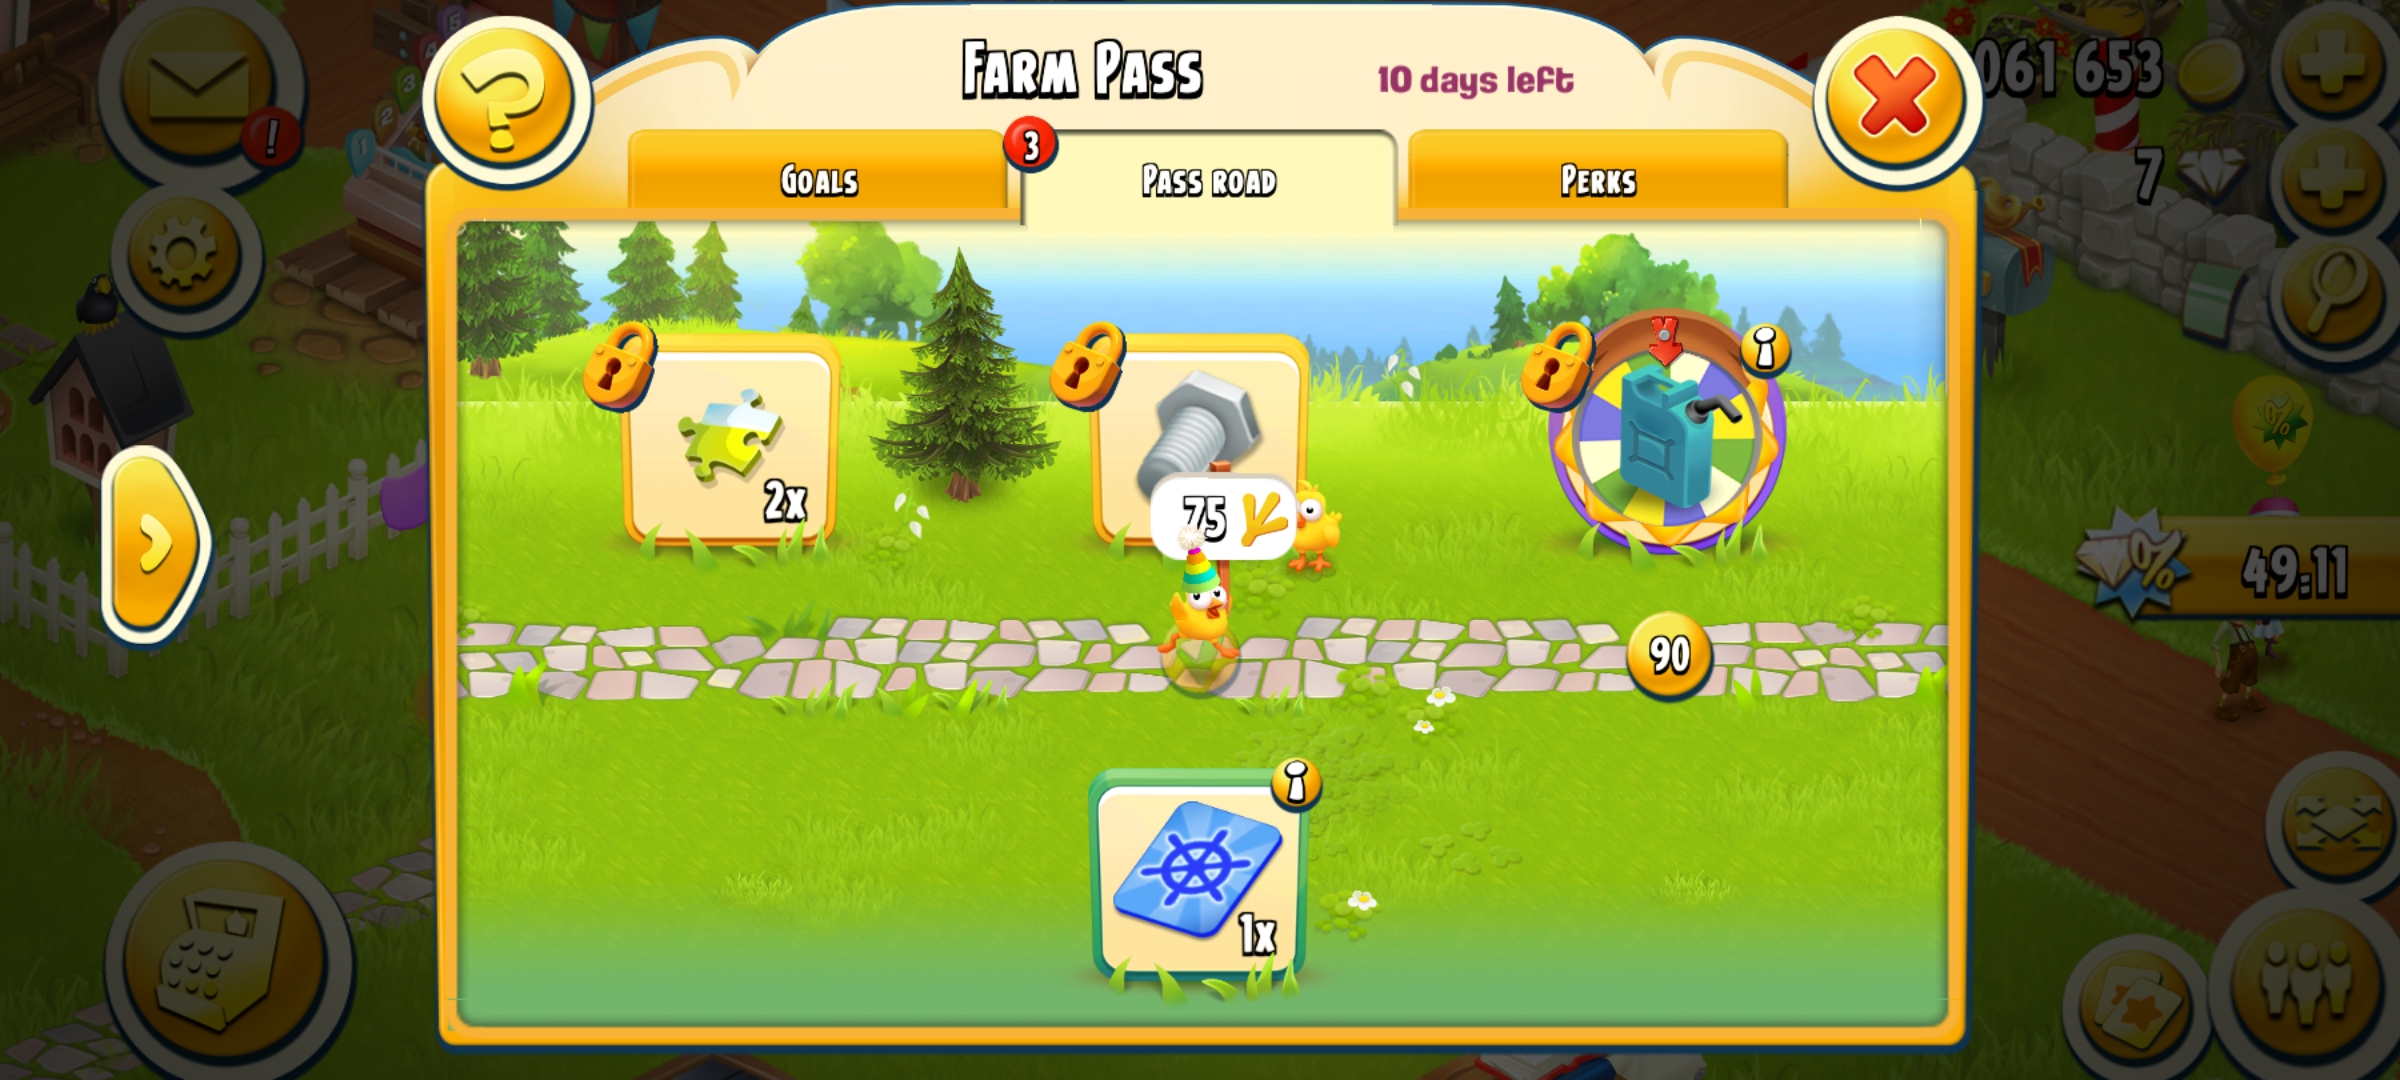 FARM PASS
10 days left
GOALS
3
PASS ROAD
PERKS
061 653
7
2x
75
90
49:11
1x